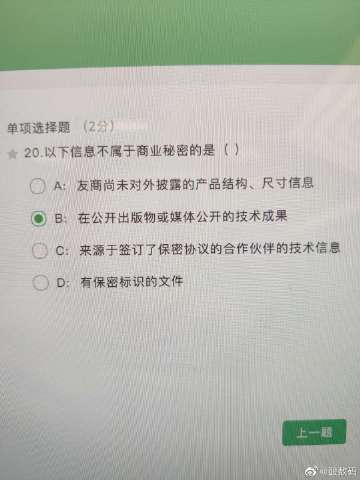 单项选择题 （2分）
★ 20.以下信息不属于商业秘密的是（ ）
A: 友商尚未对外披露的产品结构、尺寸信息
B: 在公开出版物或媒体公开的技术成果
C: 来源于签订了保密协议的合作伙伴的技术信息
D: 有保密标识的文件
上一题